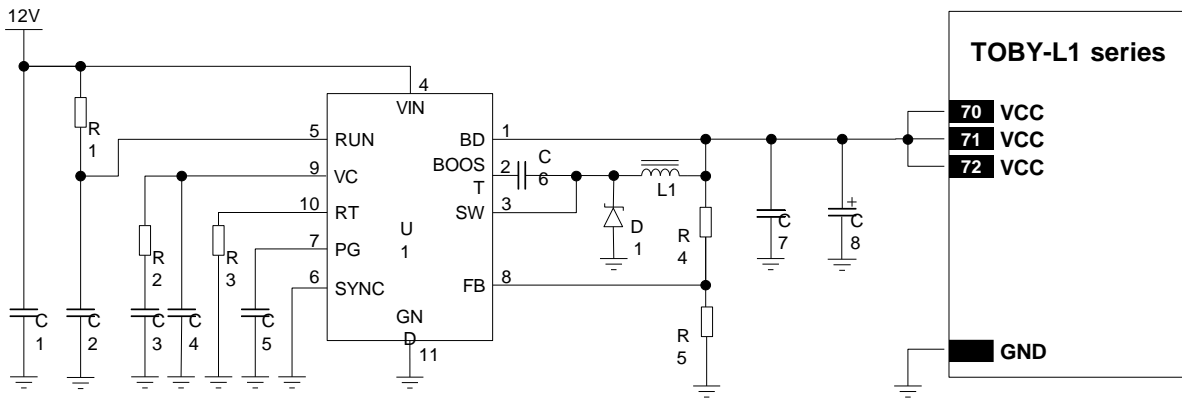 12V
TOBY-L1 series
4
VIN
70 VCC
71 VCC
72 VCC
R
1
5 RUN
BD 1
BOOS
T
2
C
6
L1
9 VC
10 RT
SW 3
U
1
D
1
R
4
C
7
+
C
8
R
2
R
3
7 PG
6 SYNC
FB 8
GN
D
11
C
1
C
2
C
3
C
4
C
5
R
5
GND